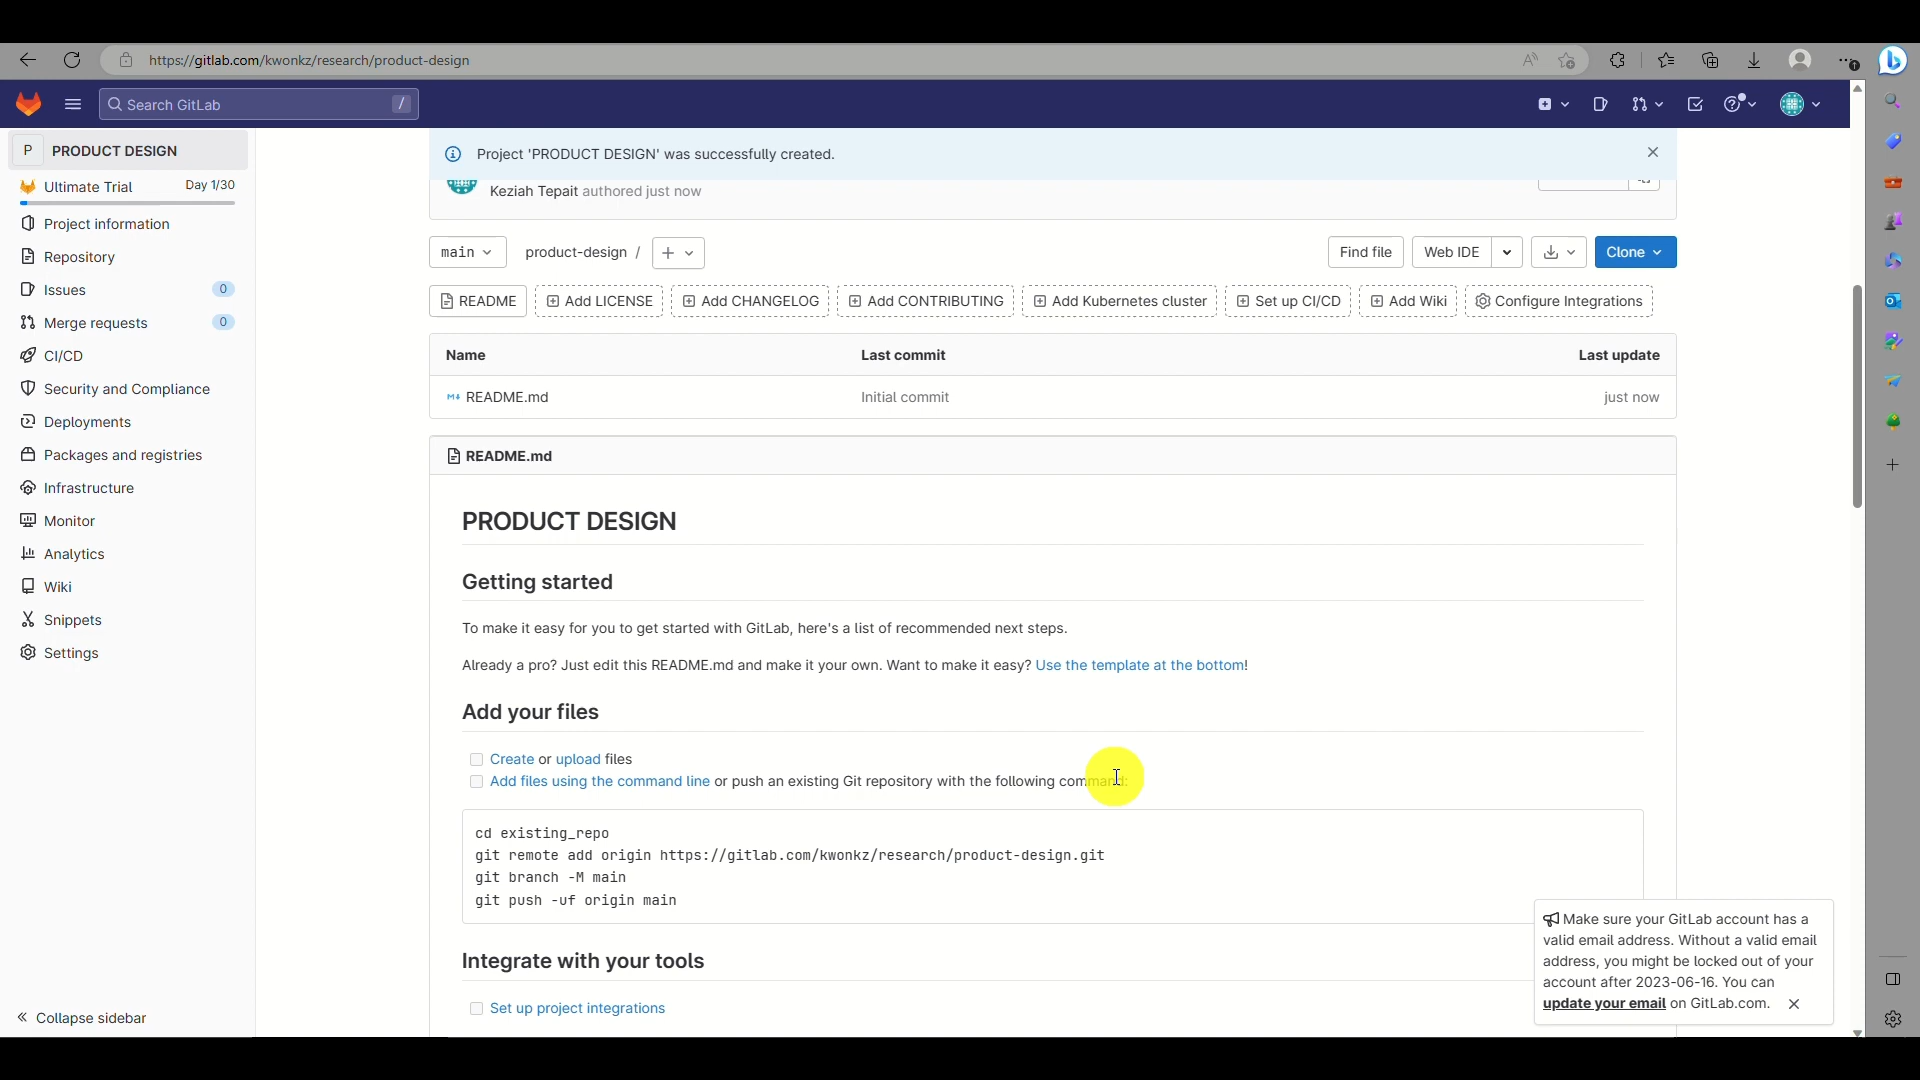 https://gitlab.com/kwonkz/research/product-design
Search GitLab /
P PRODUCT DESIGN
Ultimate Trial Day 1/30
Project information
Repository
Issues 0
Merge requests 0
CI/CD
Security and Compliance
Deployments
Packages and registries
Infrastructure
Monitor
Analytics
Wiki
Snippets
Settings
Collapse sidebar
Project 'PRODUCT DESIGN' was successfully created.
Keziah Tepait authored just now
main product-design / +
Find file Web IDE Clone
README Add LICENSE Add CHANGELOG Add CONTRIBUTING Add Kubernetes cluster Set up CI/CD Add Wiki Configure Integrations
Name Last commit Last update
README.md Initial commit just now
README.md
PRODUCT DESIGN
Getting started
To make it easy for you to get started with GitLab, here's a list of recommended next steps.
Already a pro? Just edit this README.md and make it your own. Want to make it easy? Use the template at the bottom!
Add your files
Create or upload files
Add files using the command line or push an existing Git repository with the following command:
cd existing_repo
git remote add origin https://gitlab.com/kwonkz/research/product-design.git
git branch -M main
git push -uf origin main
Integrate with your tools
Set up project integrations
Make sure your GitLab account has a
valid email address. Without a valid email
address, you might be locked out of your
account after 2023-06-16. You can
update your email on GitLab.com.